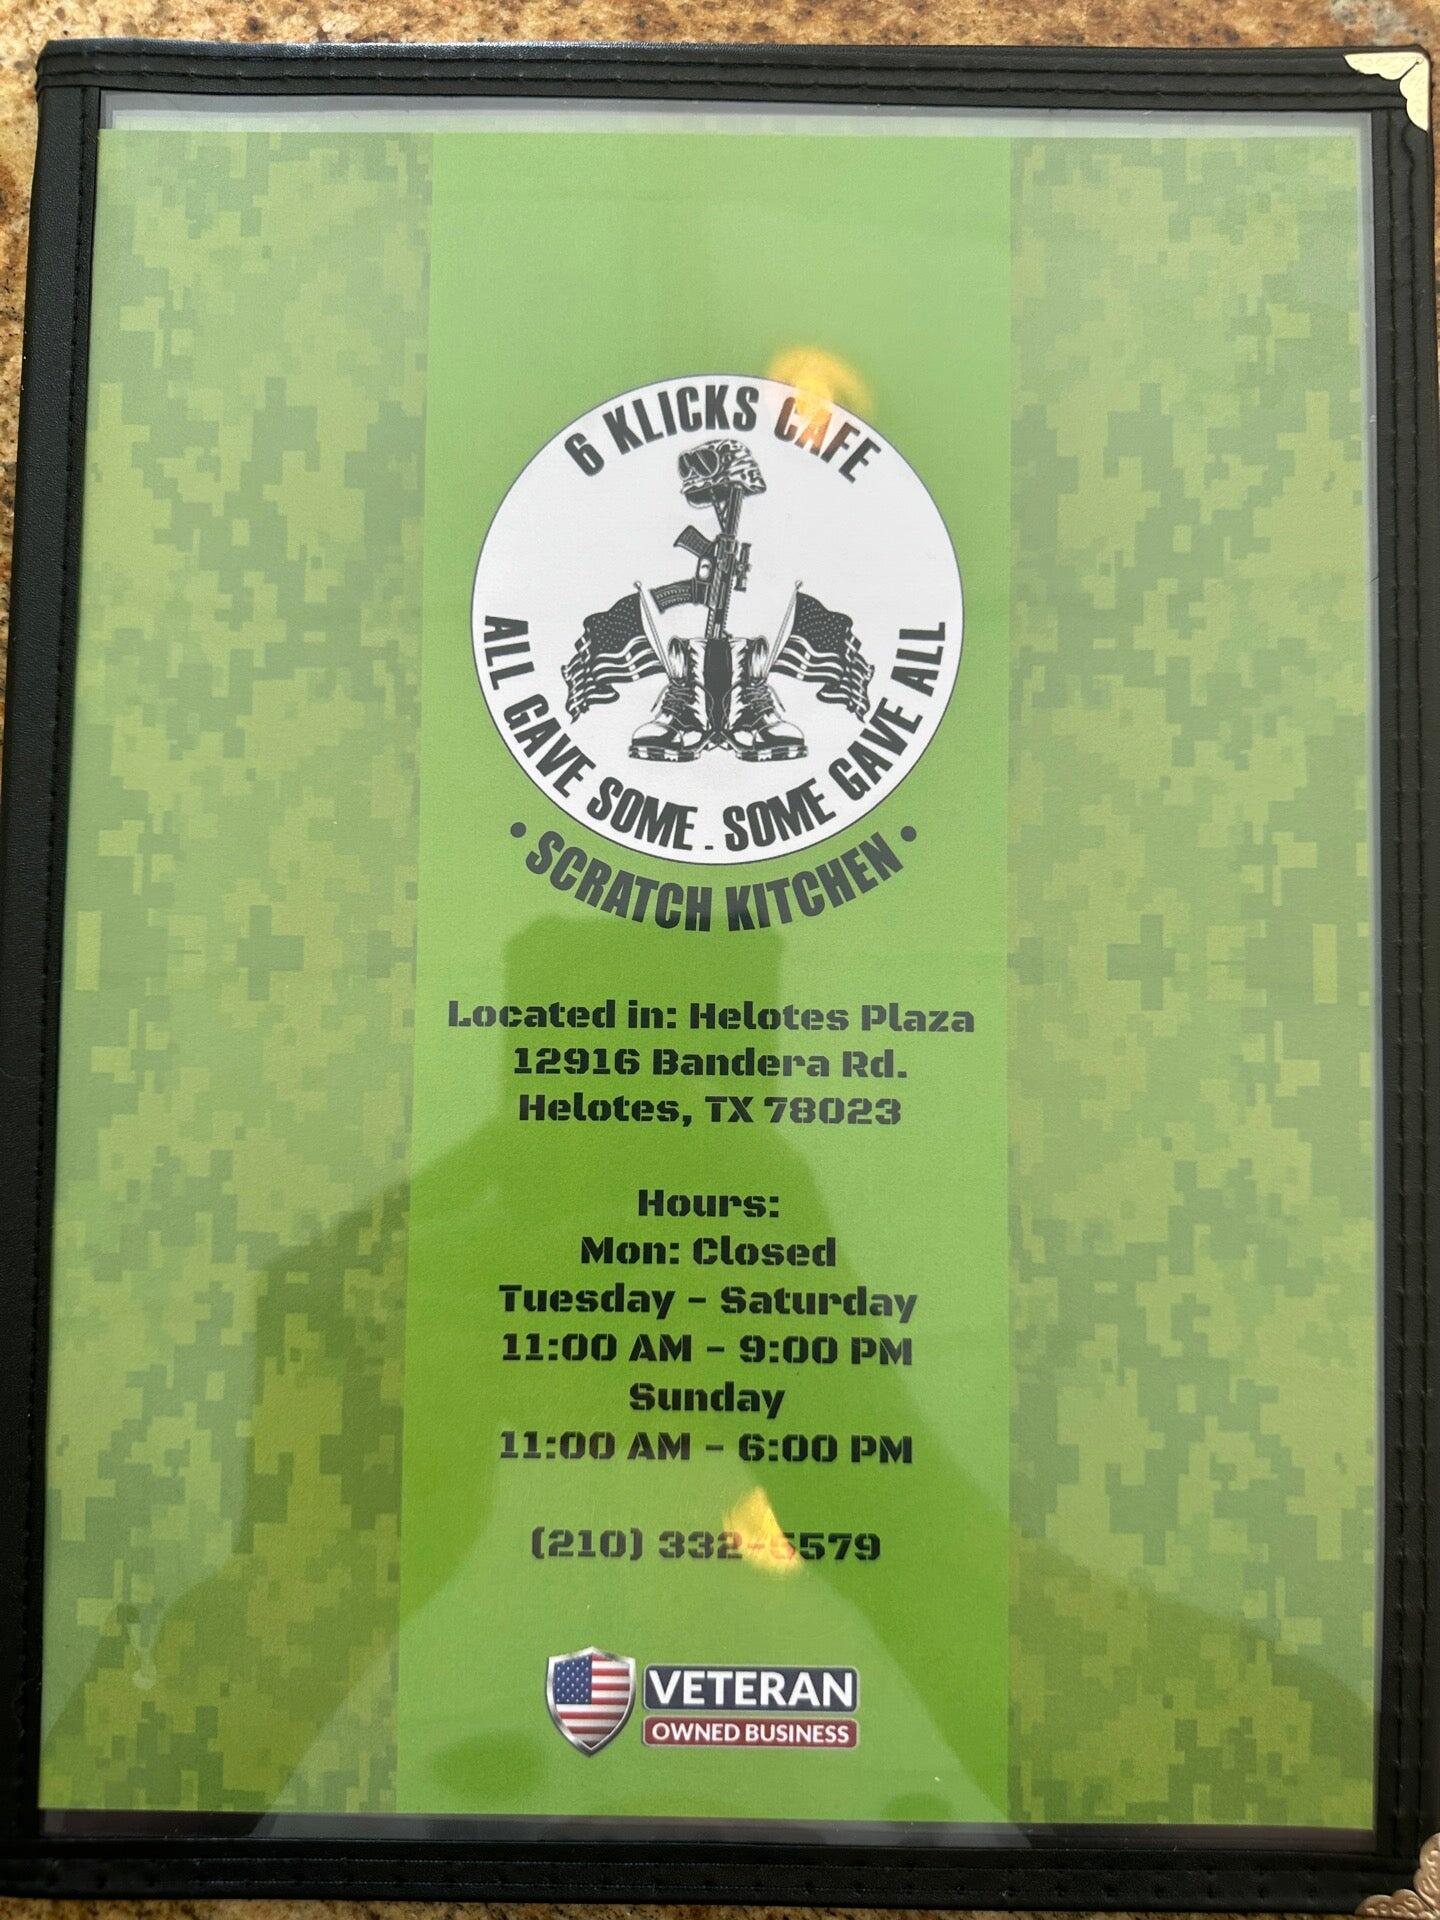 6 KLICKS CAFE
ALL GAVE SOME . SOME GAVE ALL
• SCRATCH KITCHEN •
Located in: Helotes Plaza
12916 Bandera Rd.
Helotes, TX 78023
Hours:
Mon: Closed
Tuesday - Saturday
11:00 AM - 9:00 PM
Sunday
11:00 AM - 6:00 PM
(210) 332-5579
VETERAN
OWNED BUSINESS